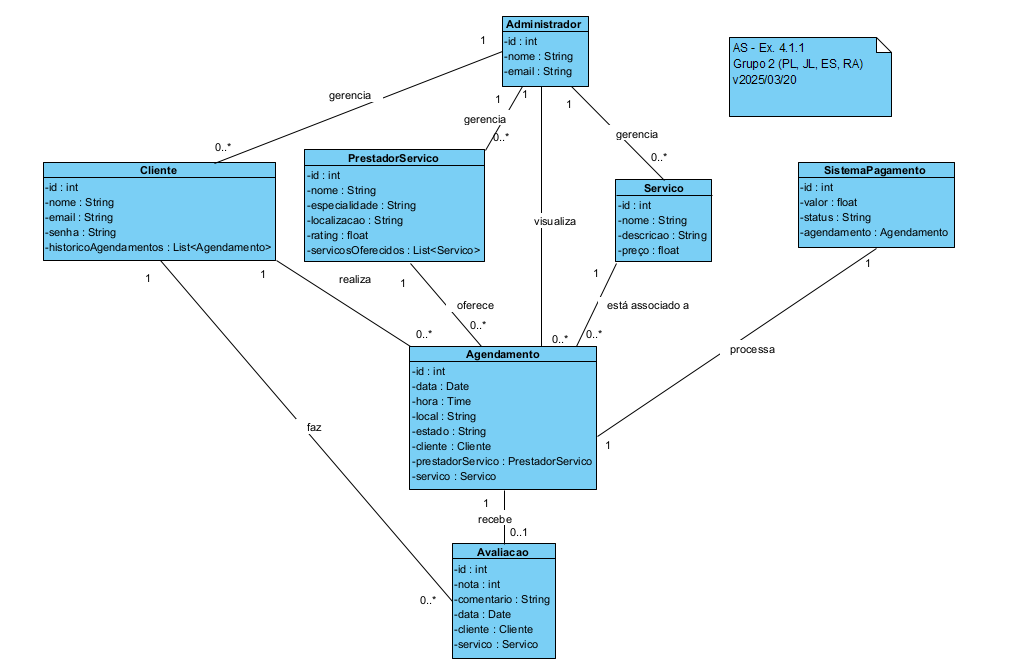 Administrador
-id : int
-nome : String
-email : String
AS - Ex. 4.1.1
Grupo 2 (PL, JL, ES, RA)
v2025/03/20
1
1
1
1
gerencia
gerencia
gerencia
0..*
0..*
0..*
Cliente
-id : int
-nome : String
-email : String
-senha : String
-historicoAgendamentos : List<Agendamento>
PrestadorServico
-id : int
-nome : String
-especialidade : String
-localizacao : String
-rating : float
-servicosOferecidos : List<Servico>
Servico
-id : int
-nome : String
-descricao : String
-preço : float
SistemaPagamento
-id : int
-valor : float
-status : String
-agendamento : Agendamento
visualiza
1
1
1
1
1
realiza
oferece
está associado a
0..*
0..*
0..*
0..*
processa
Agendamento
-id : int
-data : Date
-hora : Time
-local : String
-estado : String
-cliente : Cliente
-prestadorServico : PrestadorServico
-servico : Servico
faz
1
1
recebe
0..1
0..*
Avaliacao
-id : int
-nota : int
-comentario : String
-data : Date
-cliente : Cliente
-servico : Servico